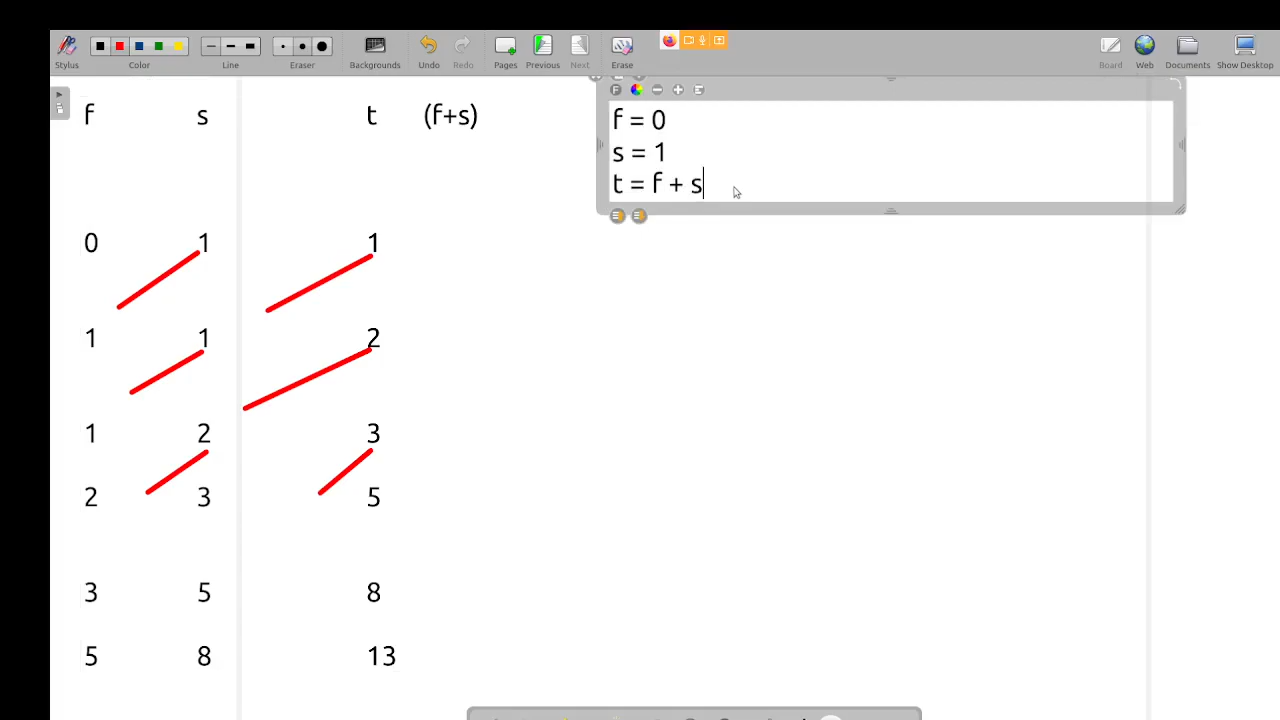 Stylus Color Line Eraser Backgrounds Undo Redo Pages Previous Next Erase Board Web Documents Show Desktop
f s t (f+s)
f = 0
s = 1
t = f + s
0 1 1
1 1 2
1 2 3
2 3 5
3 5 8
5 8 13